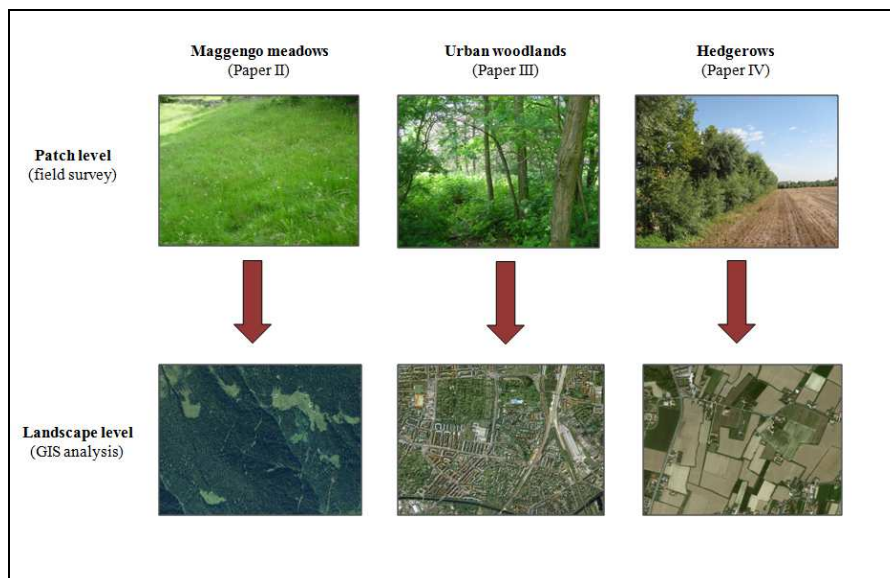 Maggengo meadows
(Paper II)
Urban woodlands
(Paper III)
Hedgerows
(Paper IV)
Patch level
(field survey)
Landscape level
(GIS analysis)